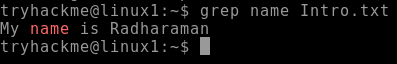 tryhackme@linux1:~$ grep name Intro.txt
My name is Radharaman
tryhackme@linux1:~$